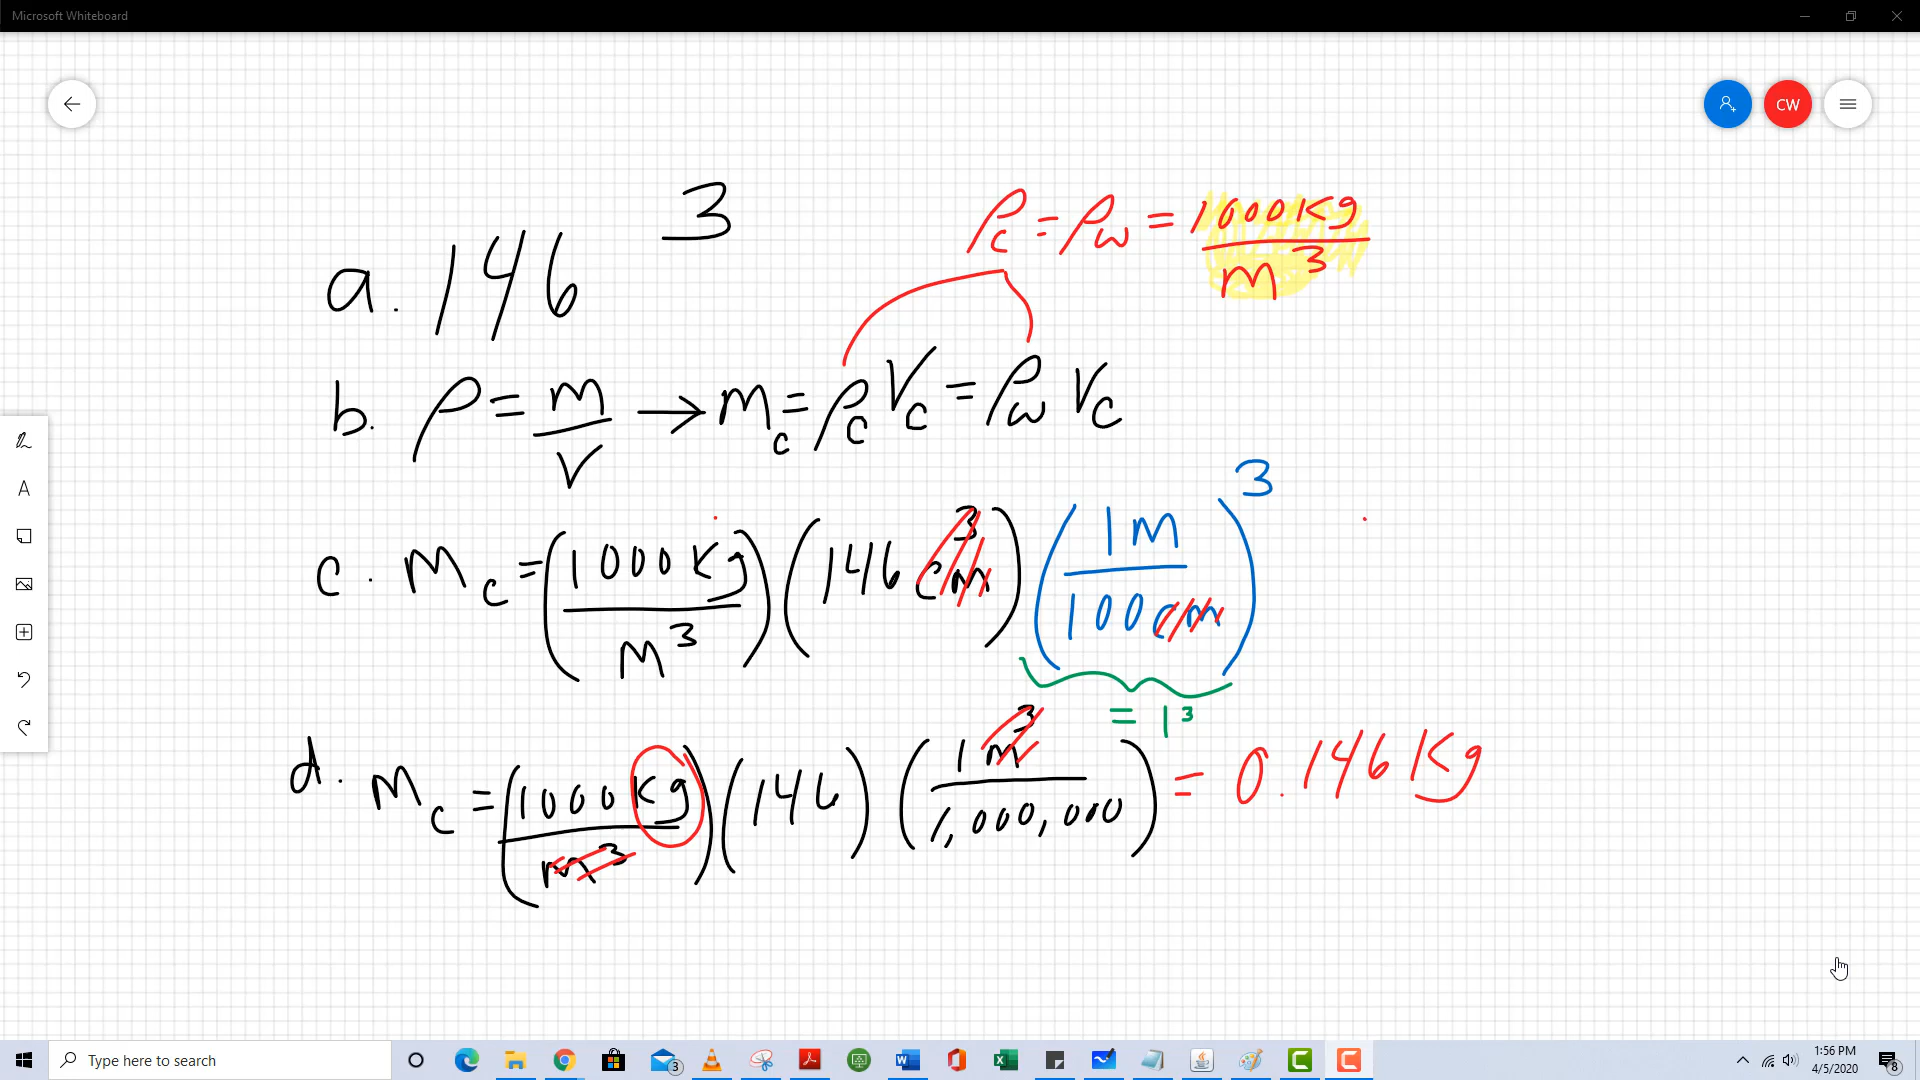 Microsoft Whiteboard
CW
a. 146 3
ρc = ρw = 1000 Kg / m³
b. ρ = m / V → mc = ρc Vc = ρw Vc
c. Mc = (1000 Kg / m³) (146 cm³) (1 m / 100 cm)³
= 1³
d. Mc = (1000 Kg / m³) (146) (1 m³ / 1,000,000) = 0.146 Kg
Type here to search
3
1:56 PM
4/5/2020
8